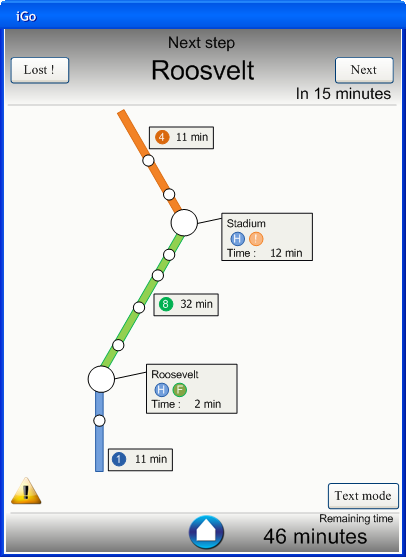 iGo
Next step
Lost !
Roosvelt
Next
In 15 minutes
4 11 min
Stadium
H !
Time : 12 min
8 32 min
Roosevelt
H F
Time : 2 min
1 11 min
!
Text mode
Remaining time
46 minutes